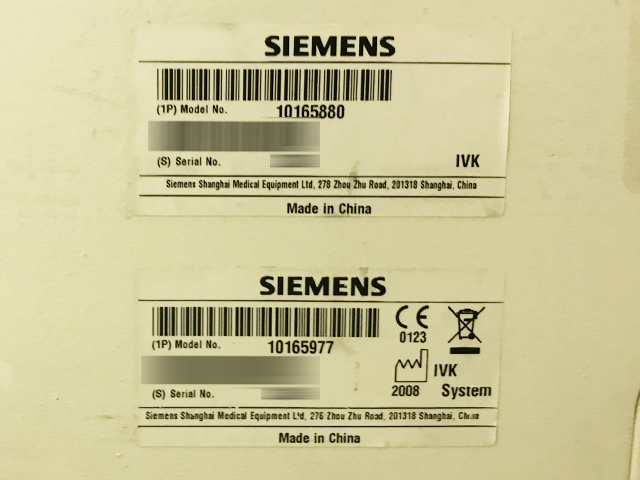 SIEMENS
(1P) Model No. 10165880
(S) Serial No. IVK
Siemens Shanghai Medical Equipment Ltd, 278 Zhou Zhu Road, 201318 Shanghai, China
Made in China
SIEMENS
(1P) Model No. 10165977
0123
(S) Serial No. 2008 IVK System
Siemens Shanghai Medical Equipment Ltd, 276 Zhou Zhu Road, 201318 Shanghai, China
Made in China